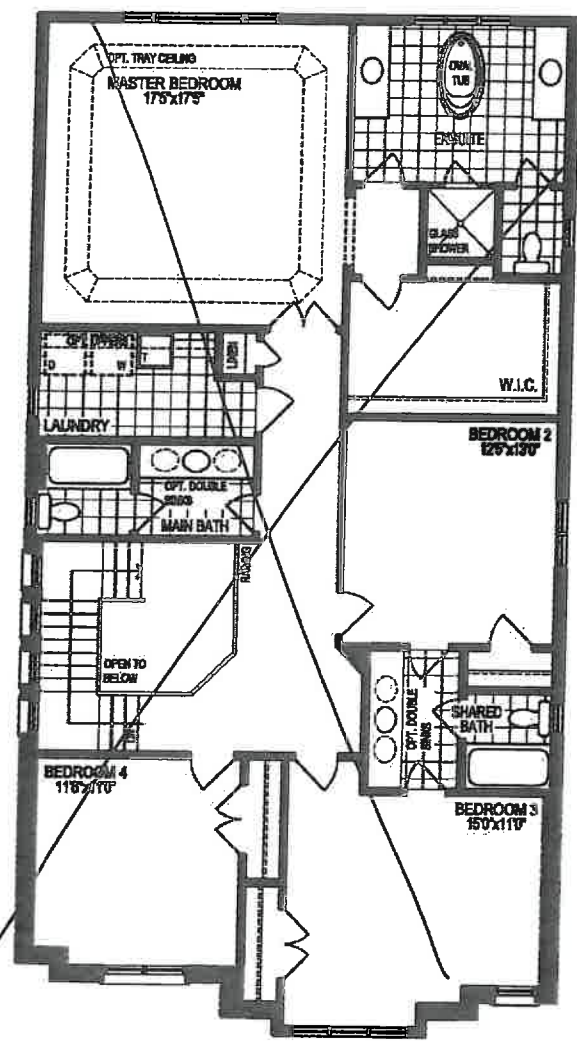 OPT. TRAY CEILING
MASTER BEDROOM
17'5"x17'5"
OVAL
TUB
ENSUITE
GLASS
SHOWER
W.I.C.
LINEN
D
W
T
LAUNDRY
OPT. DOUBLE
SINKS
MAIN BATH
BEDROOM 2
12'5"x13'0"
RAILING
OPEN TO
BELOW
OPT. DOUBLE
SINKS
SHARED
BATH
BEDROOM 4
11'6"x11'0"
BEDROOM 3
15'0"x11'0"